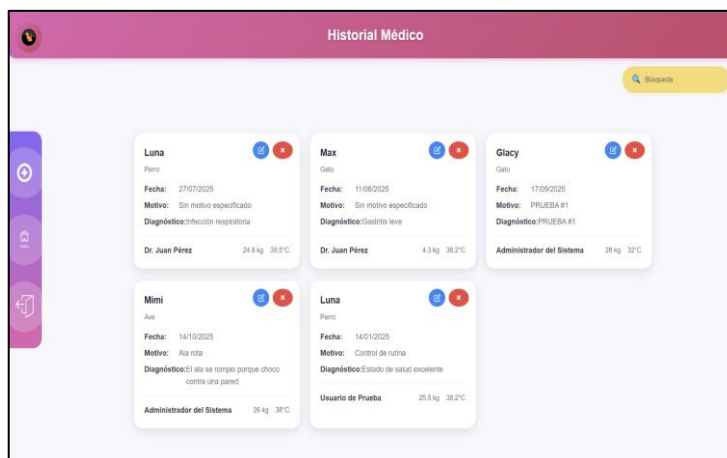 Historial Médico
Búsqueda
Luna
Perro
Fecha: 27/07/2025
Motivo: Sin motivo especificado
Diagnóstico:Infección respiratoria
Dr. Juan Pérez 24.8 kg 39.5°C
Max
Gato
Fecha: 11/08/2025
Motivo: Sin motivo especificado
Diagnóstico:Gastritis leve
Dr. Juan Pérez 4.3 kg 38.2°C
Glacy
Gato
Fecha: 17/09/2025
Motivo: PRUEBA #1
Diagnóstico:PRUEBA #1
Administrador del Sistema 28 kg 32°C
Mimi
Ave
Fecha: 14/10/2025
Motivo: Ala rota
Diagnóstico:El ala se rompio porque choco
contra una pared
Administrador del Sistema 26 kg 38°C
Luna
Perro
Fecha: 14/01/2025
Motivo: Control de rutina
Diagnóstico:Estado de salud excelente
Usuario de Prueba 25.5 kg 38.2°C